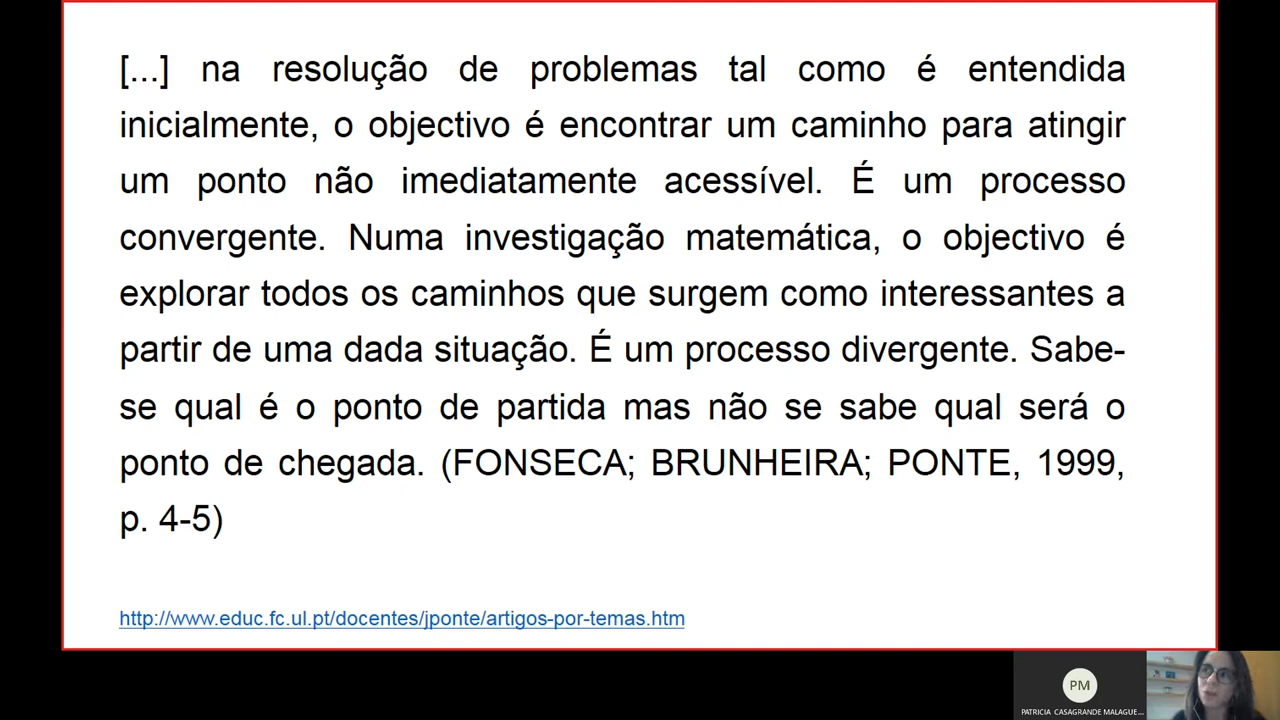 [...] na resolução de problemas tal como é entendida
inicialmente, o objectivo é encontrar um caminho para atingir
um ponto não imediatamente acessível. É um processo
convergente. Numa investigação matemática, o objectivo é
explorar todos os caminhos que surgem como interessantes a
partir de uma dada situação. É um processo divergente. Sabe-
se qual é o ponto de partida mas não se sabe qual será o
ponto de chegada. (FONSECA; BRUNHEIRA; PONTE, 1999,
p. 4-5)
http://www.educ.fc.ul.pt/docentes/jponte/artigos-por-temas.htm
PM
PATRICIA CASAGRANDE MALAGUE...